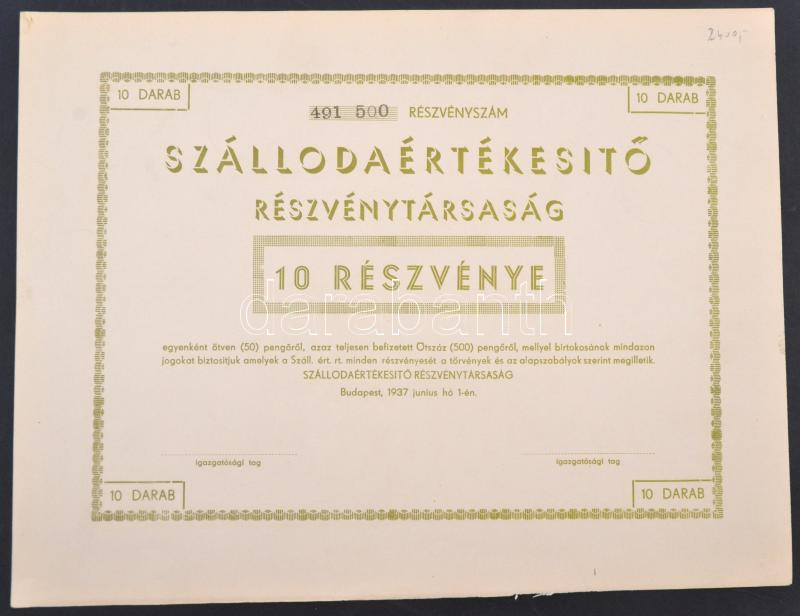 2400,-
10 DARAB
10 DARAB
491 500 RÉSZVÉNYSZÁM
SZÁLLODAÉRTÉKESITŐ
RÉSZVÉNYTÁRSASÁG
10 RÉSZVÉNYE
darabanth
egyenként ötven (50) pengőről, azaz teljesen befizetett Otszáz (500) pengőről, mellyel birtokosának mindazon
jogokat biztositjuk amelyek a Száll. ért. rt. minden részvényesét a törvények és az alapszabályok szerint megilletik.
SZÁLLODAÉRTÉKESITŐ RÉSZVÉNYTÁRSASÁG
Budapest, 1937 junius hó 1-én.
igazgatósági tag
igazgatósági tag
10 DARAB
10 DARAB